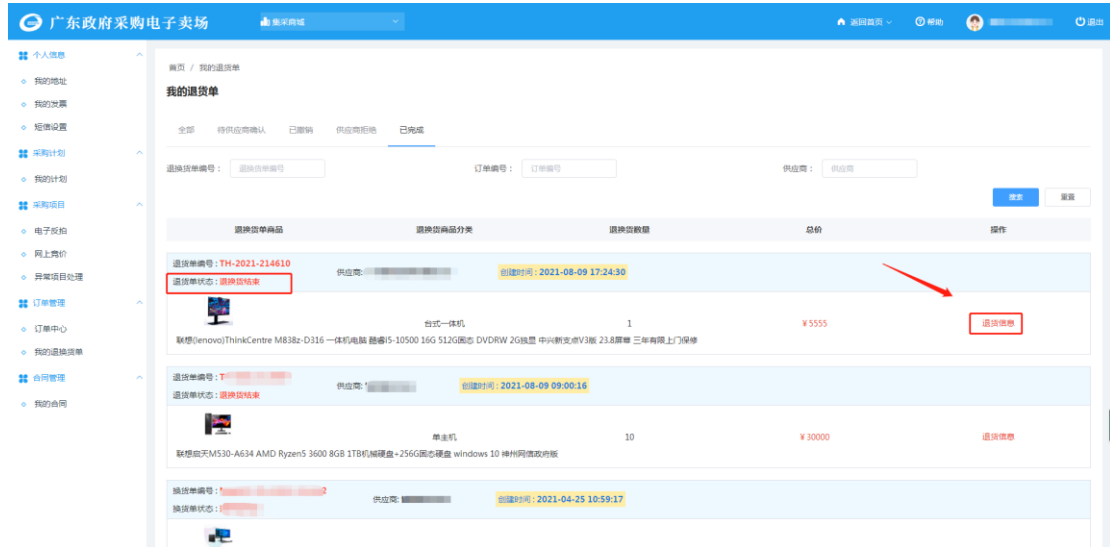 广东政府采购电子卖场
集采商城
返回首页
帮助
退出
个人信息
我的地址
我的发票
短信设置
采购计划
我的计划
采购项目
电子反拍
网上竞价
异常项目处理
订单管理
订单中心
我的退换货单
合同管理
我的合同
首页 / 我的退货单
我的退货单
全部 待供应商确认 已撤销 供应商拒绝 已完成
退换货单编号： 退换货单编号 订单编号： 订单编号 供应商： 供应商
搜索 重置
退换货单商品 退换货商品分类 退换货数量 总价 操作
退货单编号 : TH-2021-214610
供应商: 创建时间 : 2021-08-09 17:24:30
退货单状态 : 退换货结束
台式一体机 1 ¥ 5555 退货信息
联想(lenovo)ThinkCentre M838z-D316 一体机电脑 酷睿I5-10500 16G 512G固态 DVDRW 2G独显 中兴新支点V3版 23.8屏幕 三年有限上门保修
退货单编号 : T
供应商: 创建时间 : 2021-08-09 09:00:16
退货单状态 : 退换货结束
单主机 10 ¥ 30000 退货信息
联想启天M530-A634 AMD Ryzen5 3600 8GB 1TB机械硬盘+256G固态硬盘 windows 10 神州网信政府版
换货单编号 : 2
供应商: 创建时间 : 2021-04-25 10:59:17
换货单状态 :